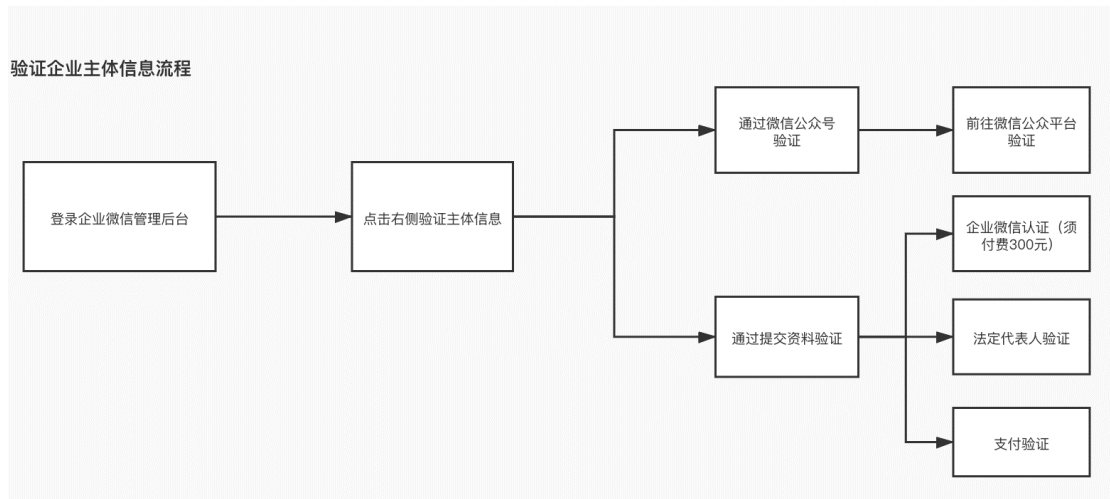 验证企业主体信息流程
登录企业微信管理后台
点击右侧验证主体信息
通过微信公众号
验证
前往微信公众平台
验证
通过提交资料验证
企业微信认证（须
付费300元）
法定代表人验证
支付验证